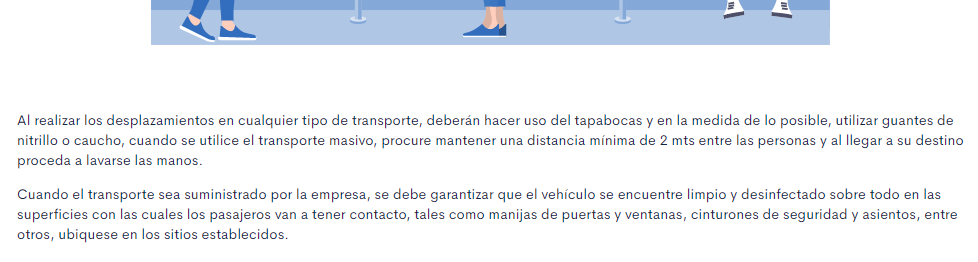 Al realizar los desplazamientos en cualquier tipo de transporte, deberán hacer uso del tapabocas y en la medida de lo posible, utilizar guantes de
nitrillo o caucho, cuando se utilice el transporte masivo, procure mantener una distancia mínima de 2 mts entre las personas y al llegar a su destino
proceda a lavarse las manos.
Cuando el transporte sea suministrado por la empresa, se debe garantizar que el vehículo se encuentre limpio y desinfectado sobre todo en las
superficies con las cuales los pasajeros van a tener contacto, tales como manijas de puertas y ventanas, cinturones de seguridad y asientos, entre
otros, ubiquese en los sitios establecidos.